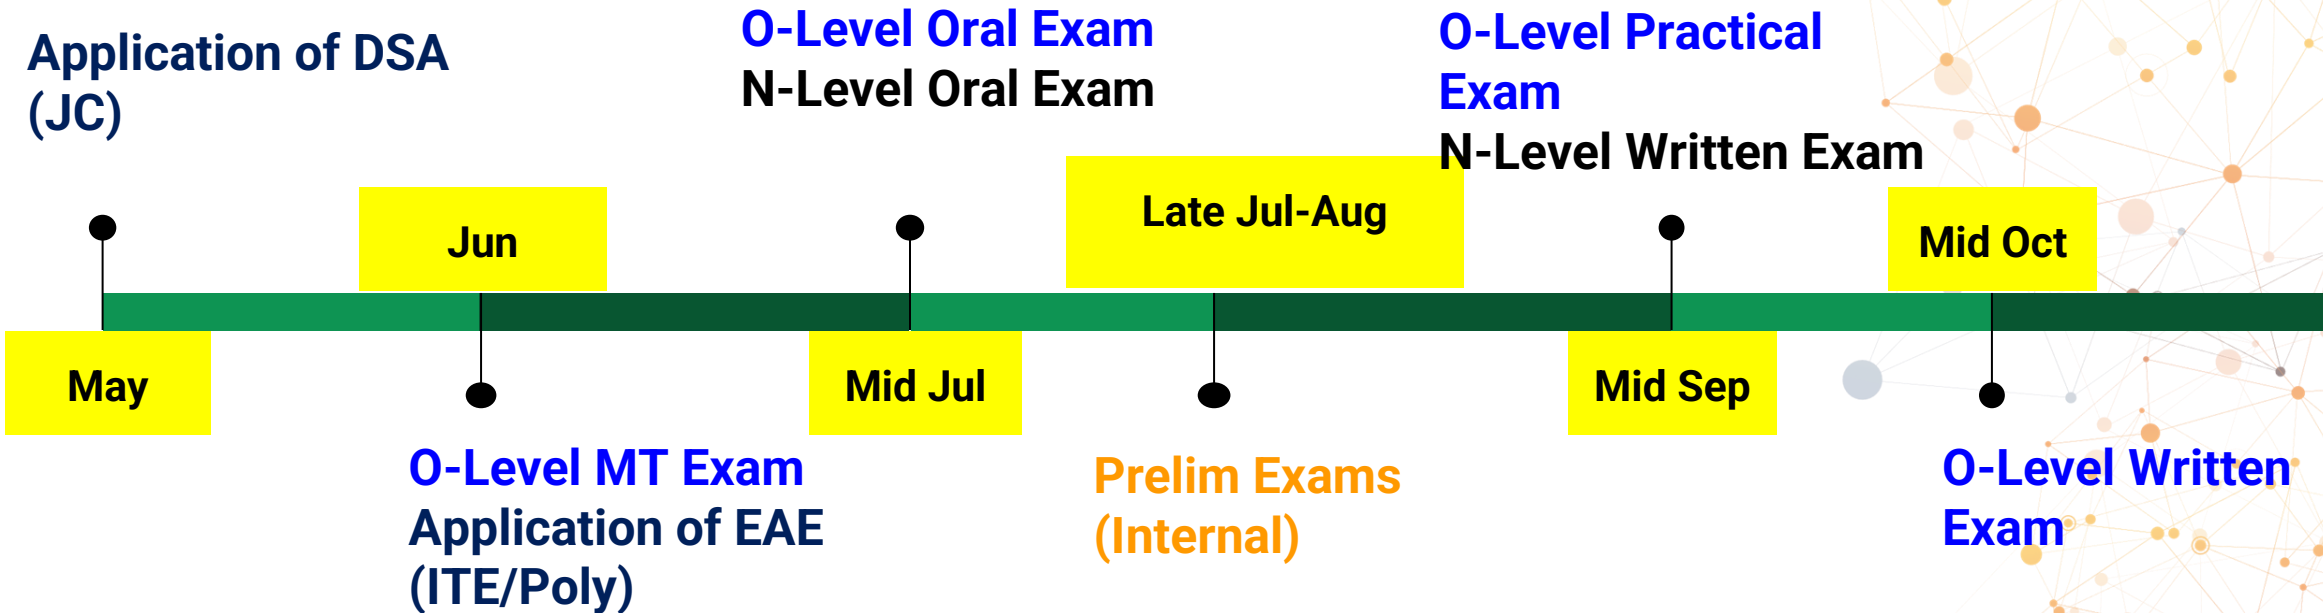 Application of DSA
(JC)
May
Jun
O-Level MT Exam
Application of EAE
(ITE/Poly)
O-Level Oral Exam
N-Level Oral Exam
Mid Jul
Late Jul-Aug
Prelim Exams
(Internal)
O-Level Practical
Exam
N-Level Written Exam
Mid Sep
Mid Oct
O-Level Written
Exam